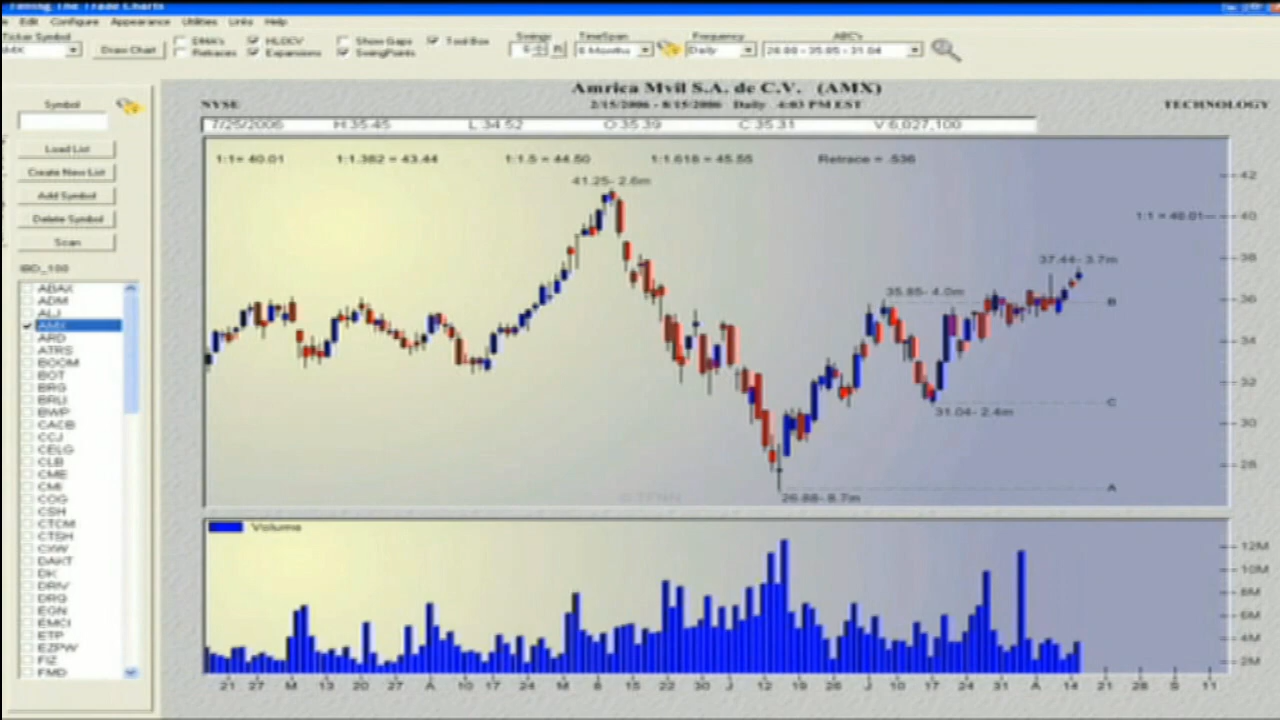 Timing The Trade Charts
Edit Configure Appearance Utilities Links Help
Ticker Symbol
AMX
Draw Chart
DMA's HLOCV Show Gaps Tool Box
Retraces Expansions SwingPoints
Swings
TimeSpan
6 Months
Frequency
Daily
ABC's
26.88 - 35.85 - 31.04
Amrica Mvil S.A. de C.V. (AMX)
NYSE 2/15/2006 - 8/15/2006 Daily 4:03 PM EST TECHNOLOGY
7/25/2006 H:35.45 L:34.52 O:35.39 C:35.31 V:6,027,100
1:1= 40.01 1:1.382 = 43.44 1:1.5 = 44.50 1:1.618 = 45.55 Retrace = .536
41.25- 2.6m
37.44- 3.7m
35.85- 4.0m
31.04- 2.4m
26.88- 8.7m
1:1 = 40.01
B
C
A
42
40
38
36
34
32
30
28
Symbol
Load List
Create New List
Add Symbol
Delete Symbol
Scan
IBD_100
ABAX
ADM
ALJ
AMX
ARD
ATRS
BOOM
BOT
BRG
BRLI
BWP
CACB
CCJ
CELG
CLB
CME
CMI
COG
CSH
CTCM
CTSH
CXW
DAKT
DK
DRIV
DRQ
EGN
EMCI
ETP
EZPW
FIZ
FMD
Volume
12M
10M
8M
6M
4M
2M
21 27 M 13 20 27 A 10 17 24 M 8 15 22 30 J 12 19 26 J 10 17 24 31 A 14 21 28 S 11